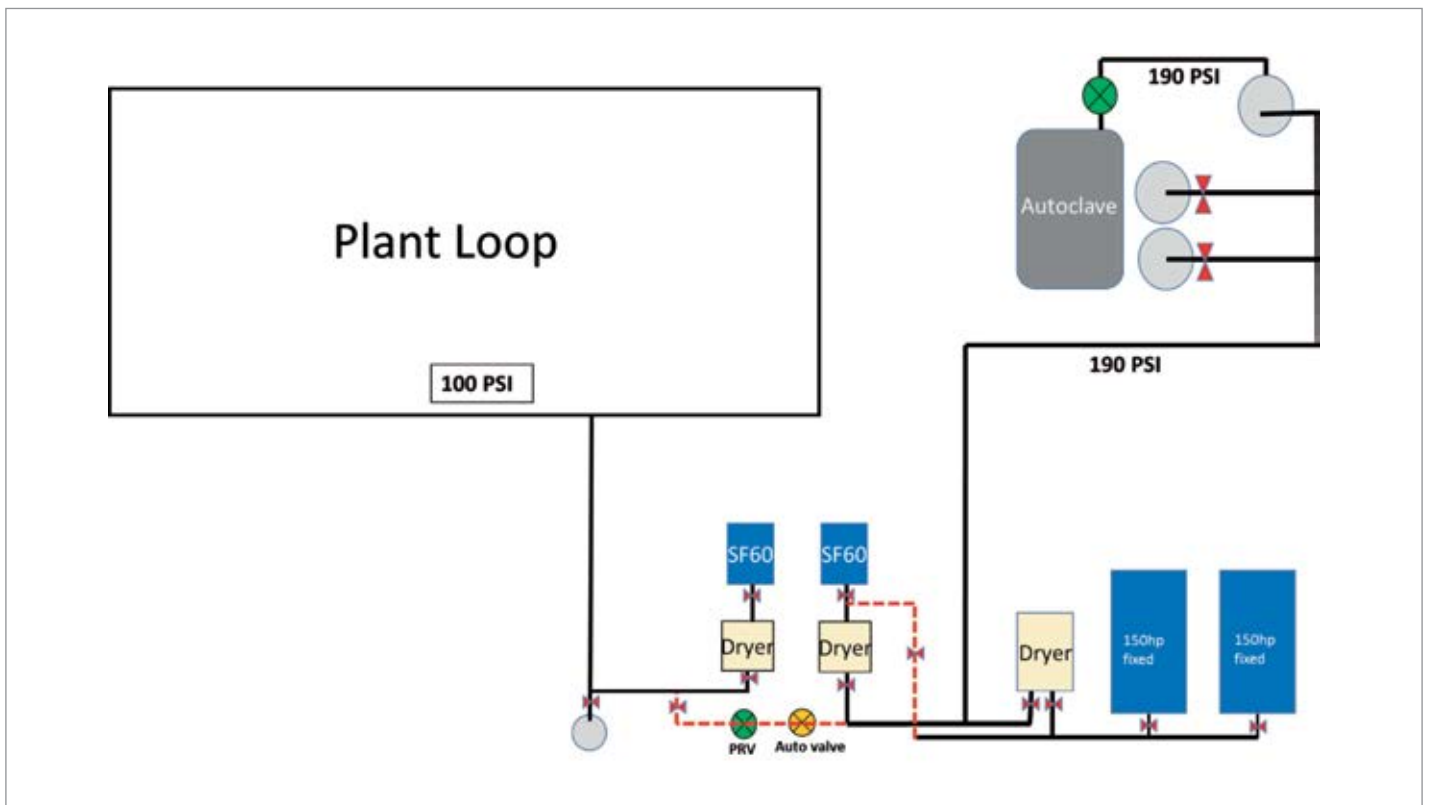 190 PSI
Plant Loop
Autoclave
100 PSI
190 PSI
SF60
SF60
Dryer
Dryer
Dryer
150hp
fixed
150hp
fixed
PRV
Auto valve